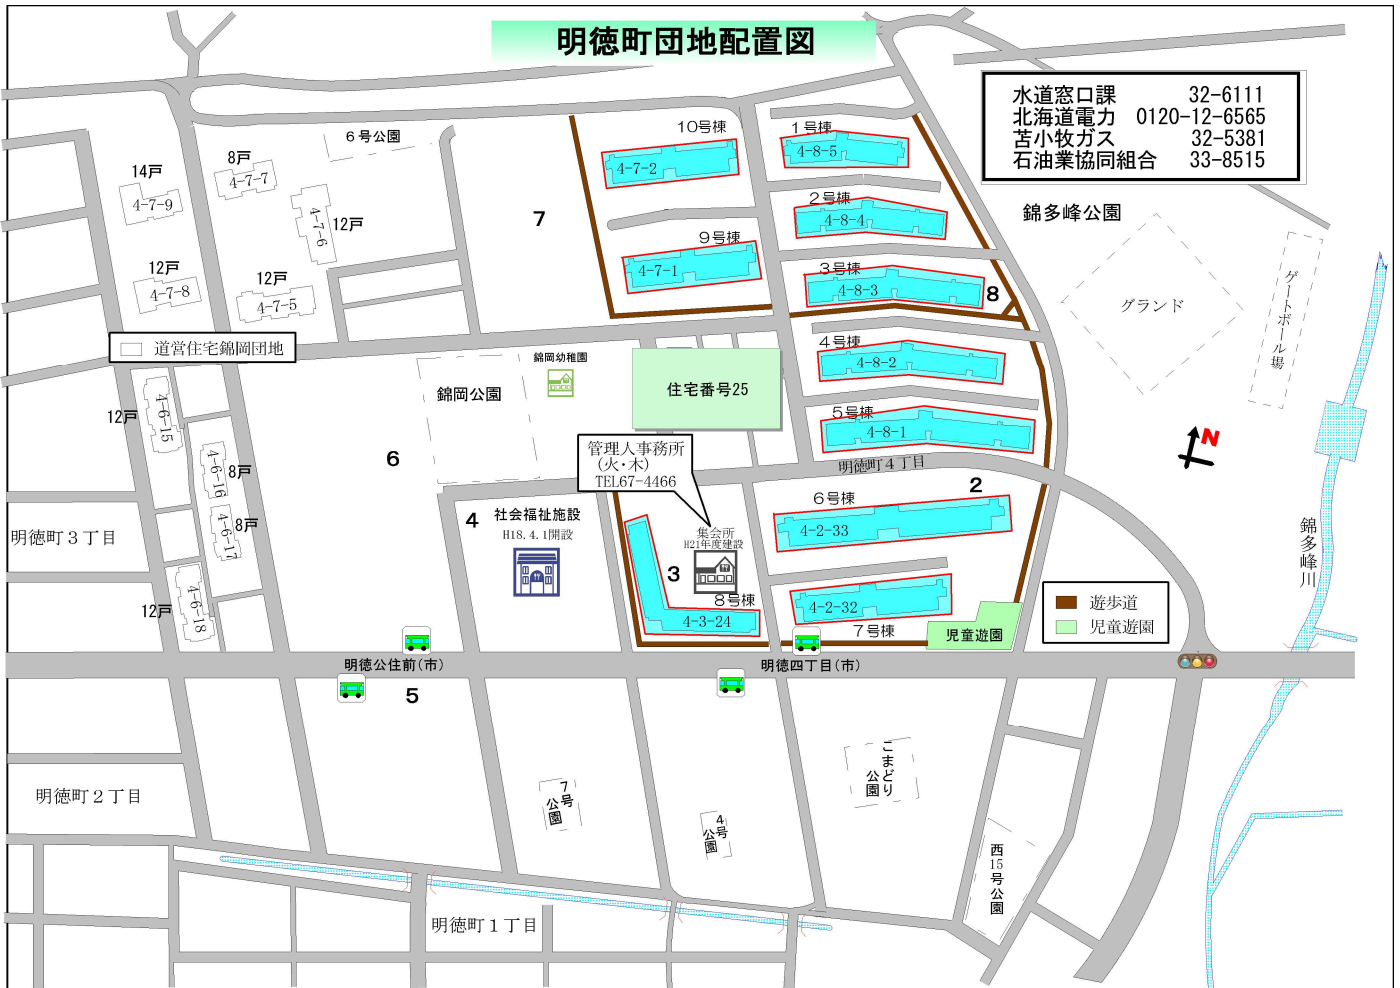 明徳町団地配置図
水道窓口課 32-6111
北海道電力 0120-12-6565
苫小牧ガス 32-5381
石油業協同組合 33-8515
6号公園
14戸
4-7-9
8戸
4-7-7
4-7-6
12戸
12戸
4-7-8
12戸
4-7-5
7
10号棟
4-7-2
9号棟
4-7-1
1号棟
4-8-5
2号棟
4-8-4
3号棟
4-8-3
8
4号棟
4-8-2
5号棟
4-8-1
錦多峰公園
グランド
ゲートボール場
N
錦多峰川
道営住宅錦岡団地
錦岡公園
錦岡幼稚園
住宅番号25
12戸
4-6-15
4-6-16
8戸
4-6-17
8戸
12戸
4-6-18
6
管理人事務所
(火・木)
TEL67-4466
明徳町4丁目
明徳町3丁目
4
社会福祉施設
H18.4.1開設
集会所
H21年度建設
3
8号棟
4-3-24
2
6号棟
4-2-33
4-2-32
7号棟
児童遊園
遊歩道
児童遊園
明徳公住前(市)
明徳四丁目(市)
5
明徳町2丁目
7号
公園
4号
公園
こまどり
公園
西15号公園
明徳町1丁目